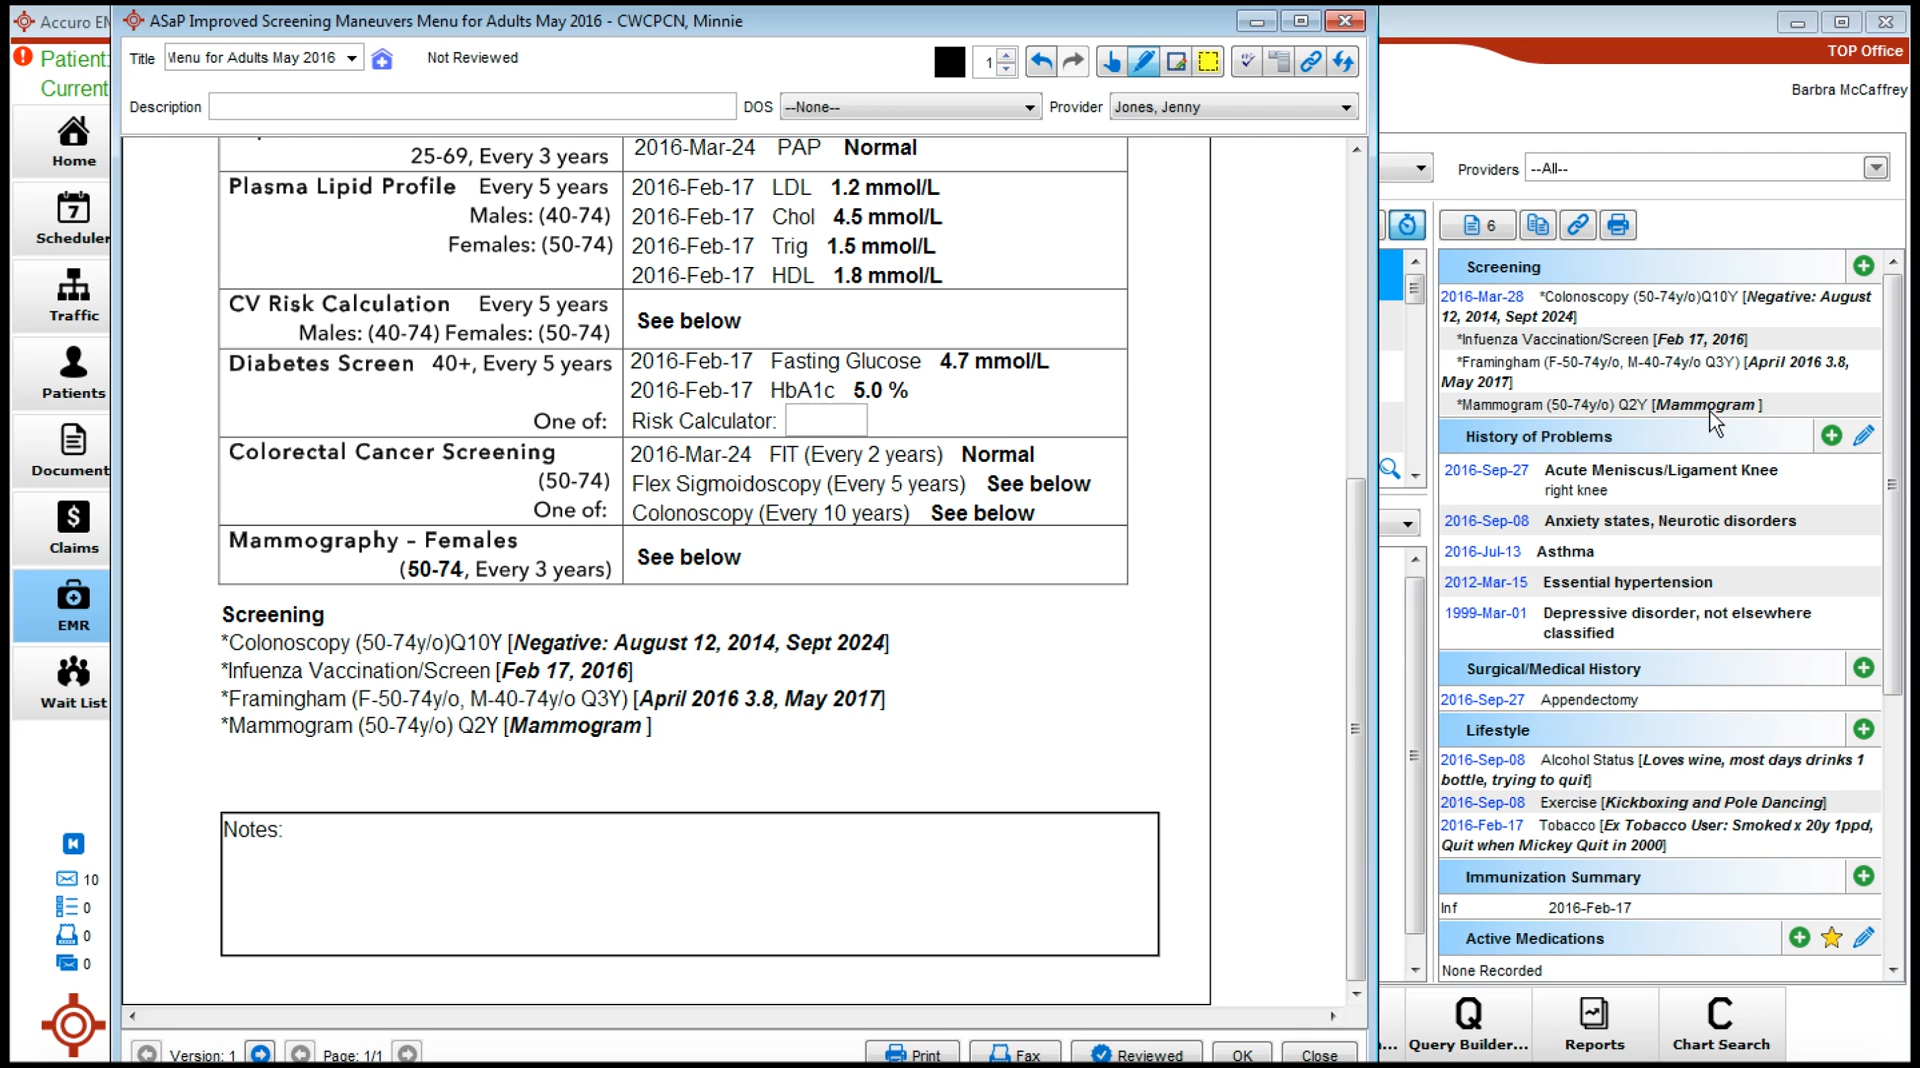 Accuro EM
ASaP Improved Screening Maneuvers Menu for Adults May 2016 - CWCPCN, Minnie
TOP Office
Barbra McCaffrey
Patient:
Current
Title
Menu for Adults May 2016
Not Reviewed
1
Description
DOS
--None--
Provider
Jones, Jenny
Home
7
Scheduler
Traffic
Patients
Document
$
Claims
EMR
Wait List
10
0
0
0
25-69, Every 3 years
2016-Mar-24 PAP Normal
Plasma Lipid Profile Every 5 years
Males: (40-74)
Females: (50-74)
2016-Feb-17 LDL 1.2 mmol/L
2016-Feb-17 Chol 4.5 mmol/L
2016-Feb-17 Trig 1.5 mmol/L
2016-Feb-17 HDL 1.8 mmol/L
CV Risk Calculation Every 5 years
Males: (40-74) Females: (50-74)
See below
Diabetes Screen 40+, Every 5 years
One of:
2016-Feb-17 Fasting Glucose 4.7 mmol/L
2016-Feb-17 HbA1c 5.0 %
Risk Calculator:
Colorectal Cancer Screening
(50-74)
One of:
2016-Mar-24 FIT (Every 2 years) Normal
Flex Sigmoidoscopy (Every 5 years) See below
Colonoscopy (Every 10 years) See below
Mammography - Females
(50-74, Every 3 years)
See below
Screening
*Colonoscopy (50-74y/o)Q10Y [Negative: August 12, 2014, Sept 2024]
*Infuenza Vaccination/Screen [Feb 17, 2016]
*Framingham (F-50-74y/o, M-40-74y/o Q3Y) [April 2016 3.8, May 2017]
*Mammogram (50-74y/o) Q2Y [Mammogram ]
Notes:
Version: 1
Page: 1/1
Print
Fax
Reviewed
OK
Close
Providers
--All--
6
Screening
2016-Mar-28 *Colonoscopy (50-74y/o)Q10Y [Negative: August
12, 2014, Sept 2024]
*Infuenza Vaccination/Screen [Feb 17, 2016]
*Framingham (F-50-74y/o, M-40-74y/o Q3Y) [April 2016 3.8,
May 2017]
*Mammogram (50-74y/o) Q2Y [Mammogram ]
History of Problems
2016-Sep-27 Acute Meniscus/Ligament Knee
right knee
2016-Sep-08 Anxiety states, Neurotic disorders
2016-Jul-13 Asthma
2012-Mar-15 Essential hypertension
1999-Mar-01 Depressive disorder, not elsewhere
classified
Surgical/Medical History
2016-Sep-27 Appendectomy
Lifestyle
2016-Sep-08 Alcohol Status [Loves wine, most days drinks 1
bottle, trying to quit]
2016-Sep-08 Exercise [Kickboxing and Pole Dancing]
2016-Feb-17 Tobacco [Ex Tobacco User: Smoked x 20y 1ppd,
Quit when Mickey Quit in 2000]
Immunization Summary
Inf 2016-Feb-17
Active Medications
None Recorded
Q
...
Query Builder...
Reports
C
Chart Search